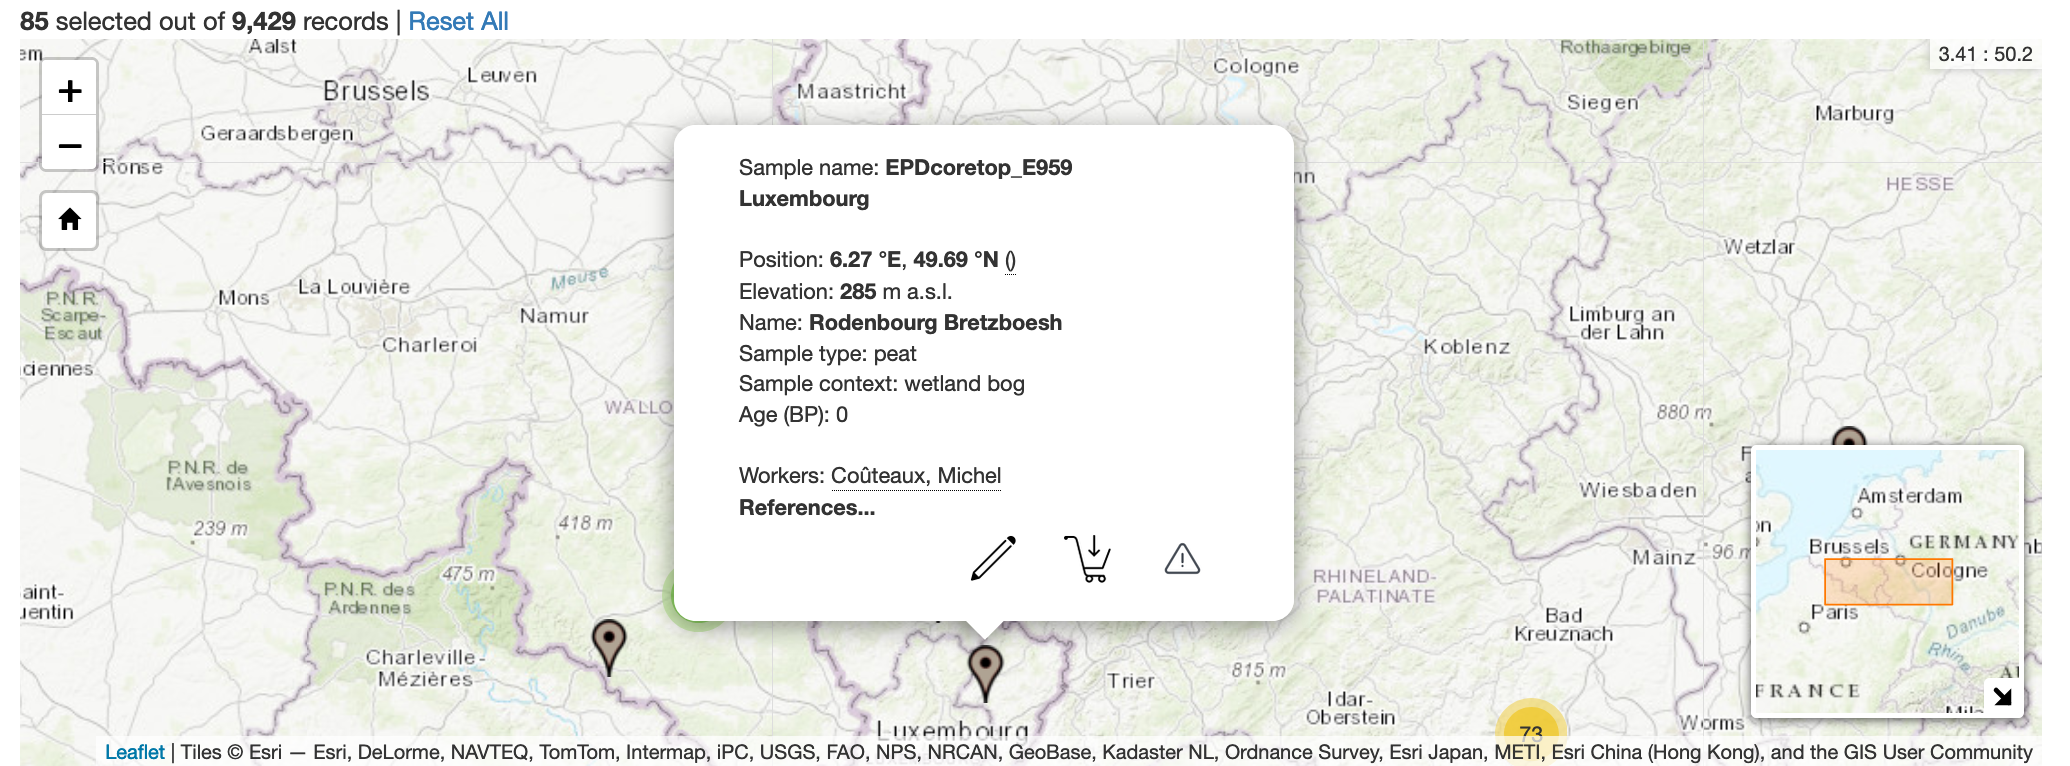 85 selected out of 9,429 records | Reset All
Aalst
Leuven
Brussels
Maastricht
Cologne
Rothaargebirge
3.41 : 50.2
+
−
Geraardsbergen
Ronse
Siegen
Marburg
HESSE
Wetzlar
Sample name: EPDcoretop_E959
Luxembourg
Position: 6.27 °E, 49.69 °N ()
Elevation: 285 m a.s.l.
Name: Rodenbourg Bretzboesh
Sample type: peat
Sample context: wetland bog
Age (BP): 0
Workers: Coûteaux, Michel
References...
P.N.R.
Scarpe-
Escaut
Mons
La Louvière
Meuse
Namur
Charleroi
ciennes
WALLO
Limburg an
der Lahn
Koblenz
880 m
P.N.R. de
l'Avesnois
239 m
418 m
475 m
Wiesbaden
Mainz
96 m
aint-
uentin
P.N.R. des
Ardennes
Charleville-
Mézières
RHINELAND-
PALATINATE
Bad
Kreuznach
Trier
815 m
Idar-
Oberstein
Luxembourg
73
Worms
Amsterdam
Brussels
GERMANY
Cologne
Paris
Danube
Rhine
FRANCE
Leaflet | Tiles © Esri — Esri, DeLorme, NAVTEQ, TomTom, Intermap, iPC, USGS, FAO, NPS, NRCAN, GeoBase, Kadaster NL, Ordnance Survey, Esri Japan, METI, Esri China (Hong Kong), and the GIS User Community